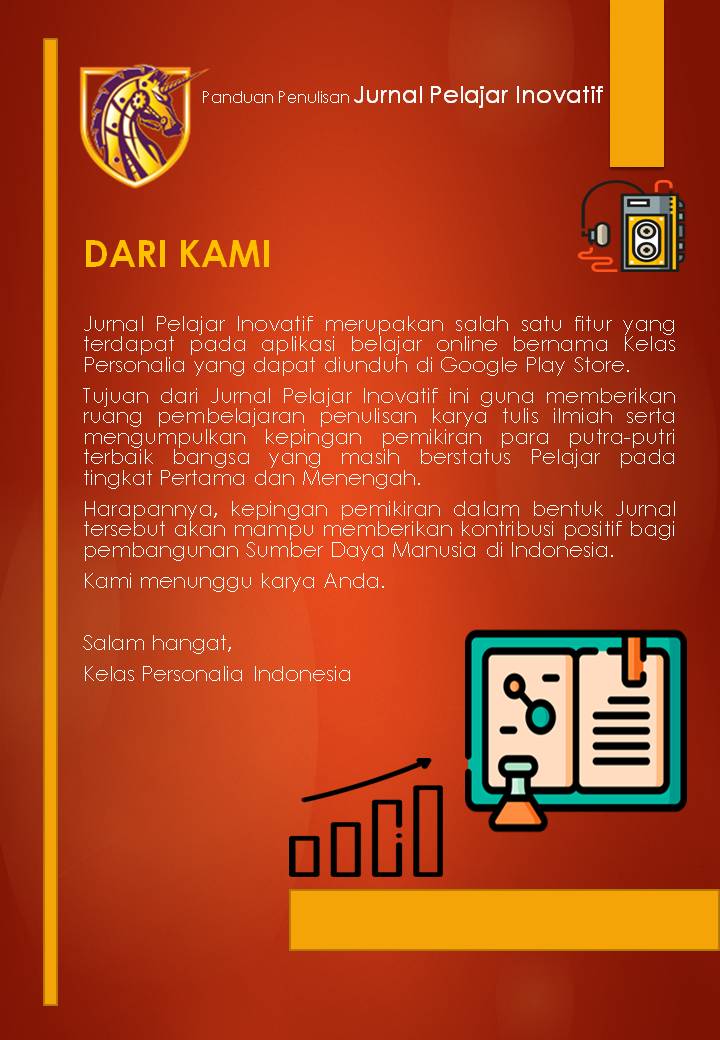 Panduan Penulisan Jurnal Pelajar Inovatif
DARI KAMI
Jurnal Pelajar Inovatif merupakan salah satu fitur yang
terdapat pada aplikasi belajar online bernama Kelas
Personalia yang dapat diunduh di Google Play Store.
Tujuan dari Jurnal Pelajar Inovatif ini guna memberikan
ruang pembelajaran penulisan karya tulis ilmiah serta
mengumpulkan kepingan pemikiran para putra-putri
terbaik bangsa yang masih berstatus Pelajar pada
tingkat Pertama dan Menengah.
Harapannya, kepingan pemikiran dalam bentuk Jurnal
tersebut akan mampu memberikan kontribusi positif bagi
pembangunan Sumber Daya Manusia di Indonesia.
Kami menunggu karya Anda.
Salam hangat,
Kelas Personalia Indonesia